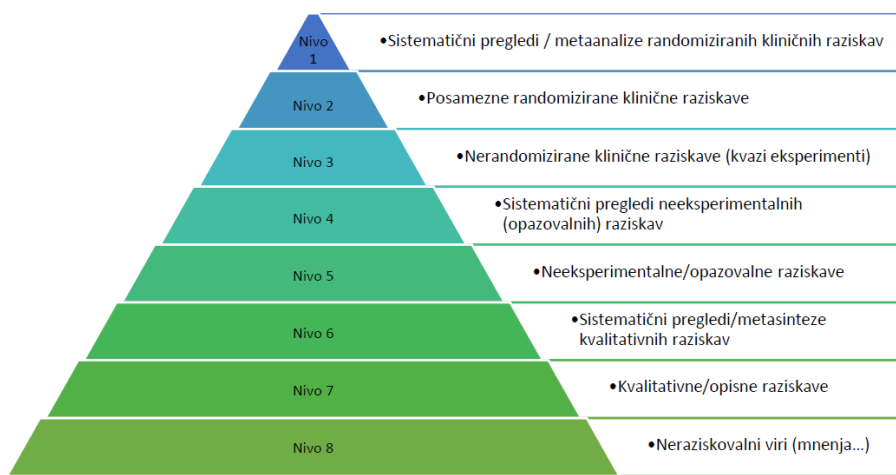 Nivo
1
•Sistematični pregledi / metaanalize randomiziranih kliničnih raziskav
Nivo 2
•Posamezne randomizirane klinične raziskave
Nivo 3
•Nerandomizirane klinične raziskave (kvazi eksperimenti)
Nivo 4
•Sistematični pregledi neeksperimentalnih
(opazovalnih) raziskav
Nivo 5
•Neeksperimentalne/opazovalne raziskave
Nivo 6
•Sistematični pregledi/metasinteze
kvalitativnih raziskav
Nivo 7
•Kvalitativne/opisne raziskave
Nivo 8
•Neraziskovalni viri (mnenja...)